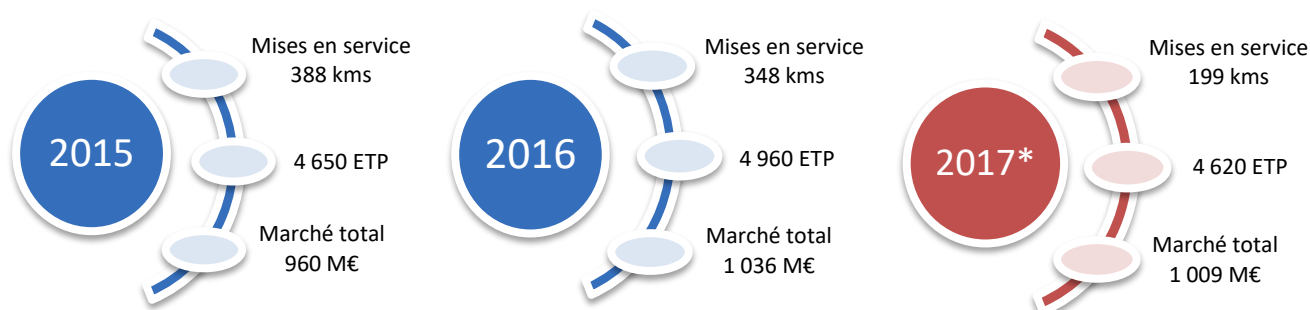 2015
Mises en service
388 kms
4 650 ETP
Marché total
960 M€
2016
Mises en service
348 kms
4 960 ETP
Marché total
1 036 M€
2017*
Mises en service
199 kms
4 620 ETP
Marché total
1 009 M€